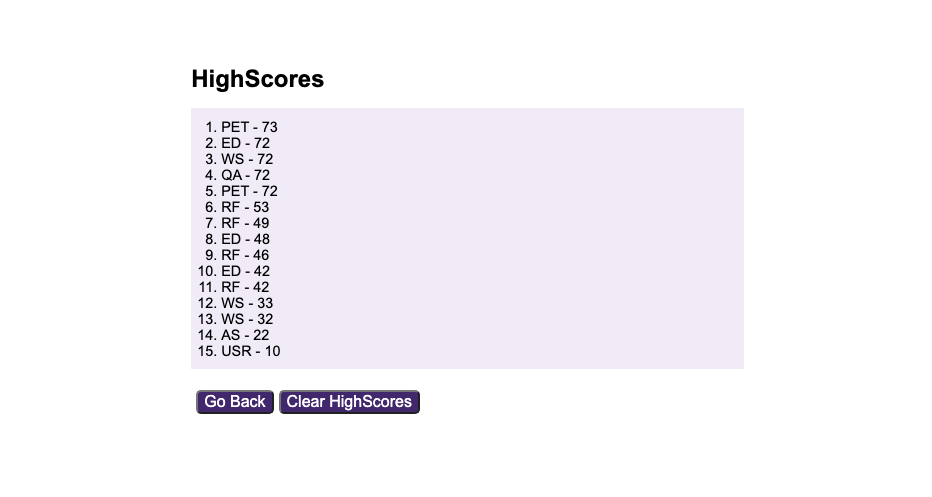 HighScores
1. PET - 73
2. ED - 72
3. WS - 72
4. QA - 72
5. PET - 72
6. RF - 53
7. RF - 49
8. ED - 48
9. RF - 46
10. ED - 42
11. RF - 42
12. WS - 33
13. WS - 32
14. AS - 22
15. USR - 10
Go Back Clear HighScores